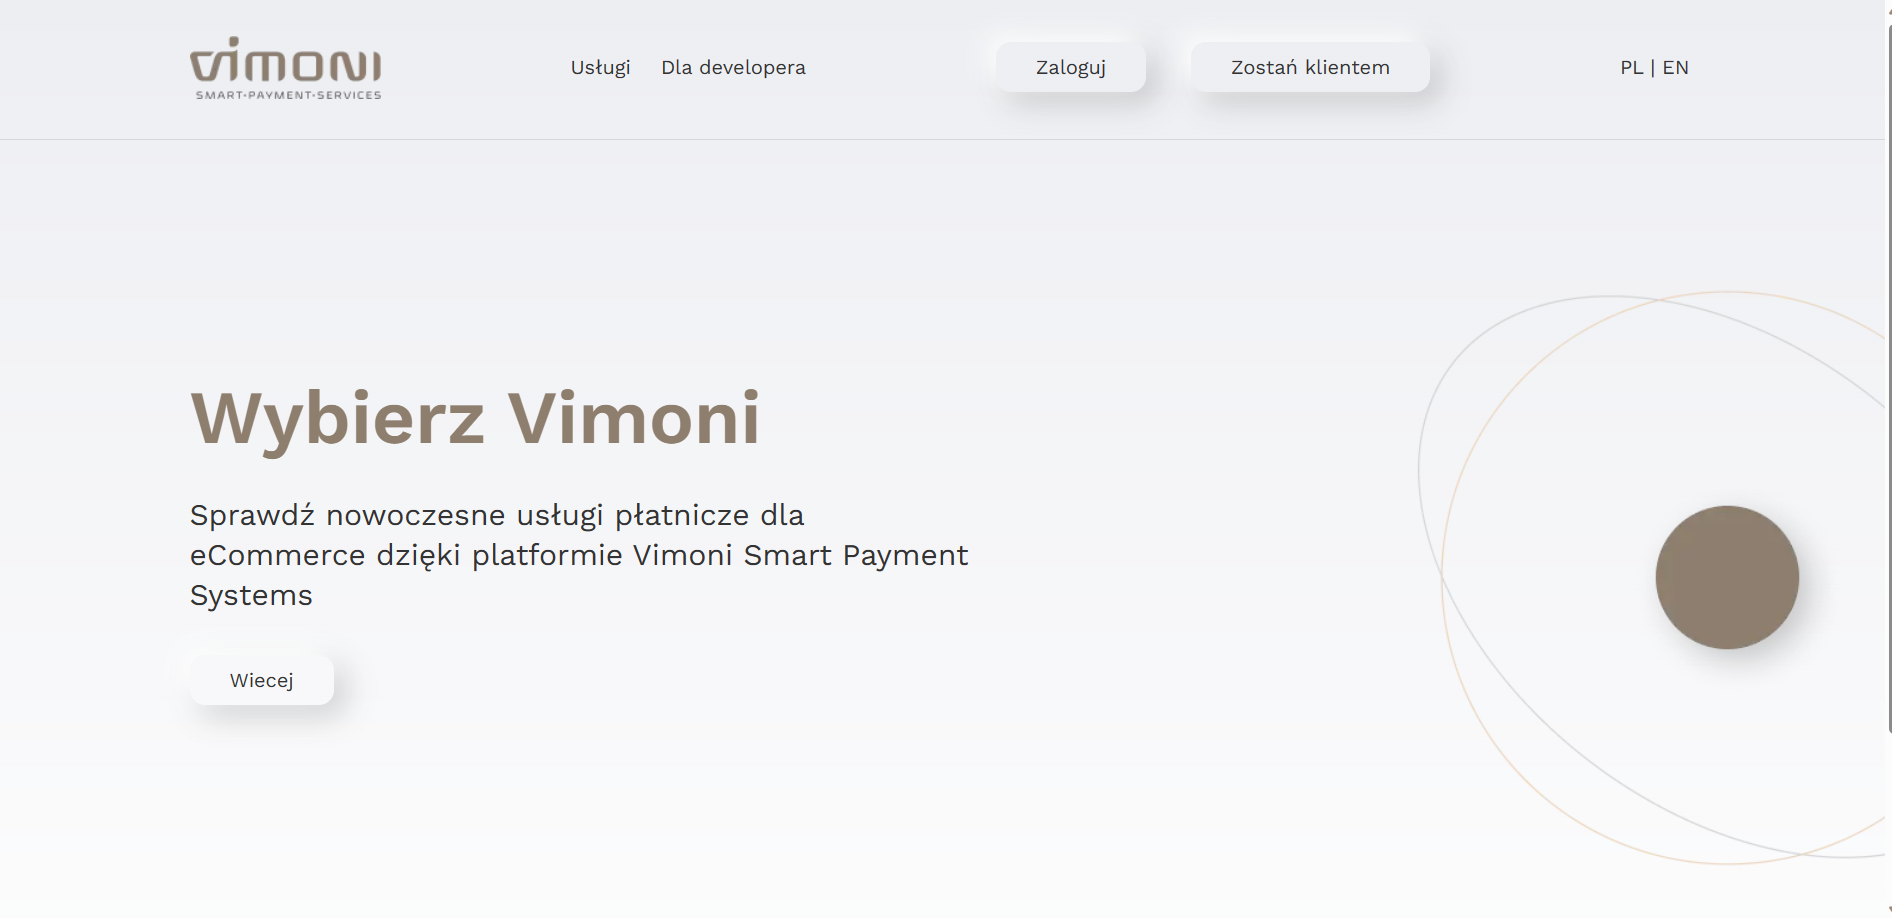 vimoni
SMART•PAYMENT•SERVICES
Usługi
Dla developera
Zaloguj
Zostań klientem
PL | EN
Wybierz Vimoni
Sprawdź nowoczesne usługi płatnicze dla
eCommerce dzięki platformie Vimoni Smart Payment
Systems
Wiecej